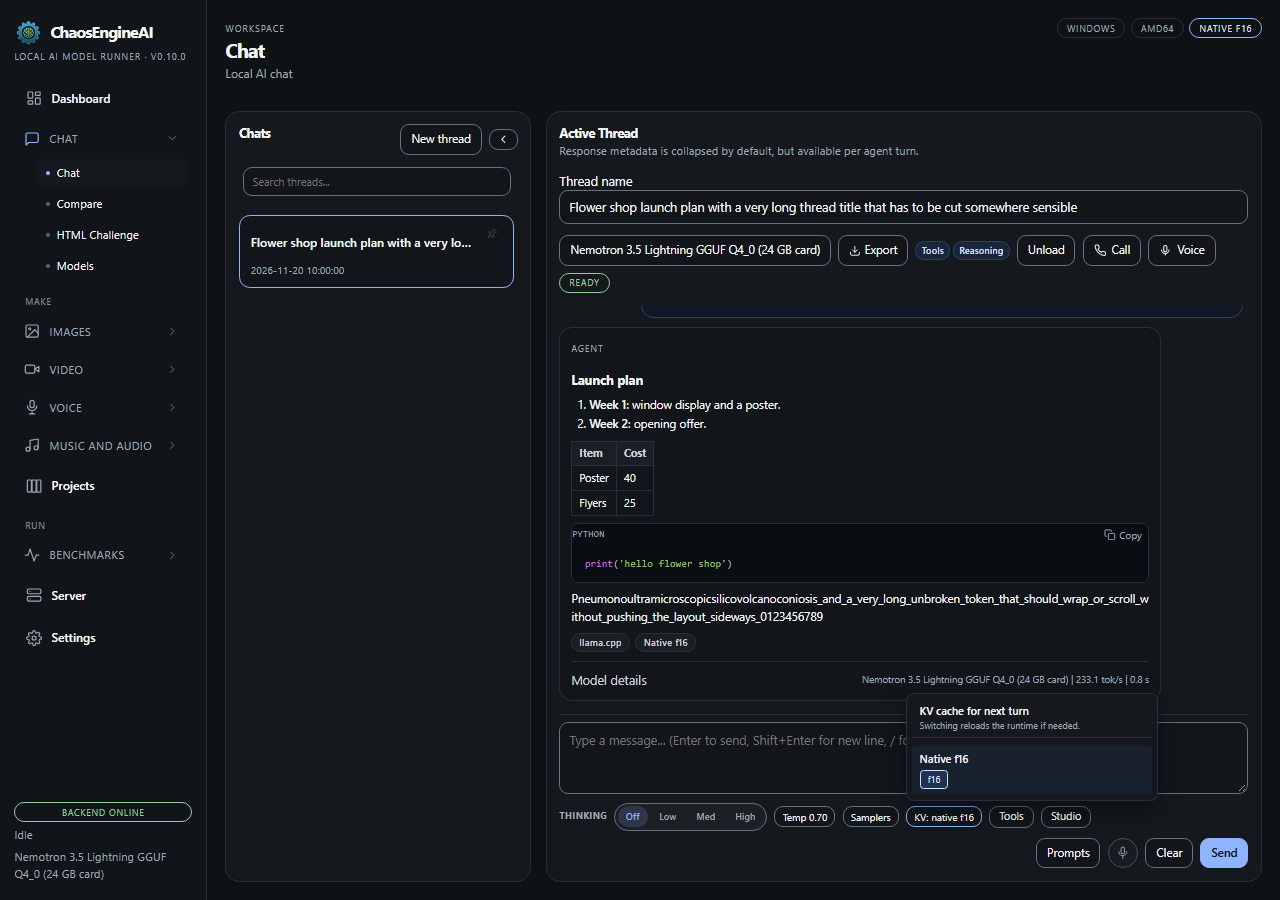 ChaosEngineAI
LOCAL AI MODEL RUNNER · V0.10.0
Dashboard
CHAT
Chat
Compare
HTML Challenge
Models
MAKE
IMAGES
VIDEO
VOICE
MUSIC AND AUDIO
Projects
RUN
BENCHMARKS
Server
Settings
BACKEND ONLINE
Idle
Nemotron 3.5 Lightning GGUF
Q4_0 (24 GB card)
WORKSPACE
Chat
Local AI chat
WINDOWS
AMD64
NATIVE F16
Chats
New thread
Search threads...
Flower shop launch plan with a very lo...
2026-11-20 10:00:00
Active Thread
Response metadata is collapsed by default, but available per agent turn.
Thread name
Flower shop launch plan with a very long thread title that has to be cut somewhere sensible
Nemotron 3.5 Lightning GGUF Q4_0 (24 GB card)
Export
Tools
Reasoning
Unload
Call
Voice
READY
AGENT
Launch plan
1. Week 1: window display and a poster.
2. Week 2: opening offer.
Item Cost
Poster 40
Flyers 25
PYTHON
Copy
print('hello flower shop')
Pneumonoultramicroscopicsilicovolcanoconiosis_and_a_very_long_unbroken_token_that_should_wrap_or_scroll_w
ithout_pushing_the_layout_sideways_0123456789
llama.cpp
Native f16
Model details
Nemotron 3.5 Lightning GGUF Q4_0 (24 GB card) | 233.1 tok/s | 0.8 s
KV cache for next turn
Switching reloads the runtime if needed.
Native f16
f16
Type a message... (Enter to send, Shift+Enter for new line, / fo
THINKING
Off
Low
Med
High
Temp 0.70
Samplers
KV: native f16
Tools
Studio
Prompts
Clear
Send